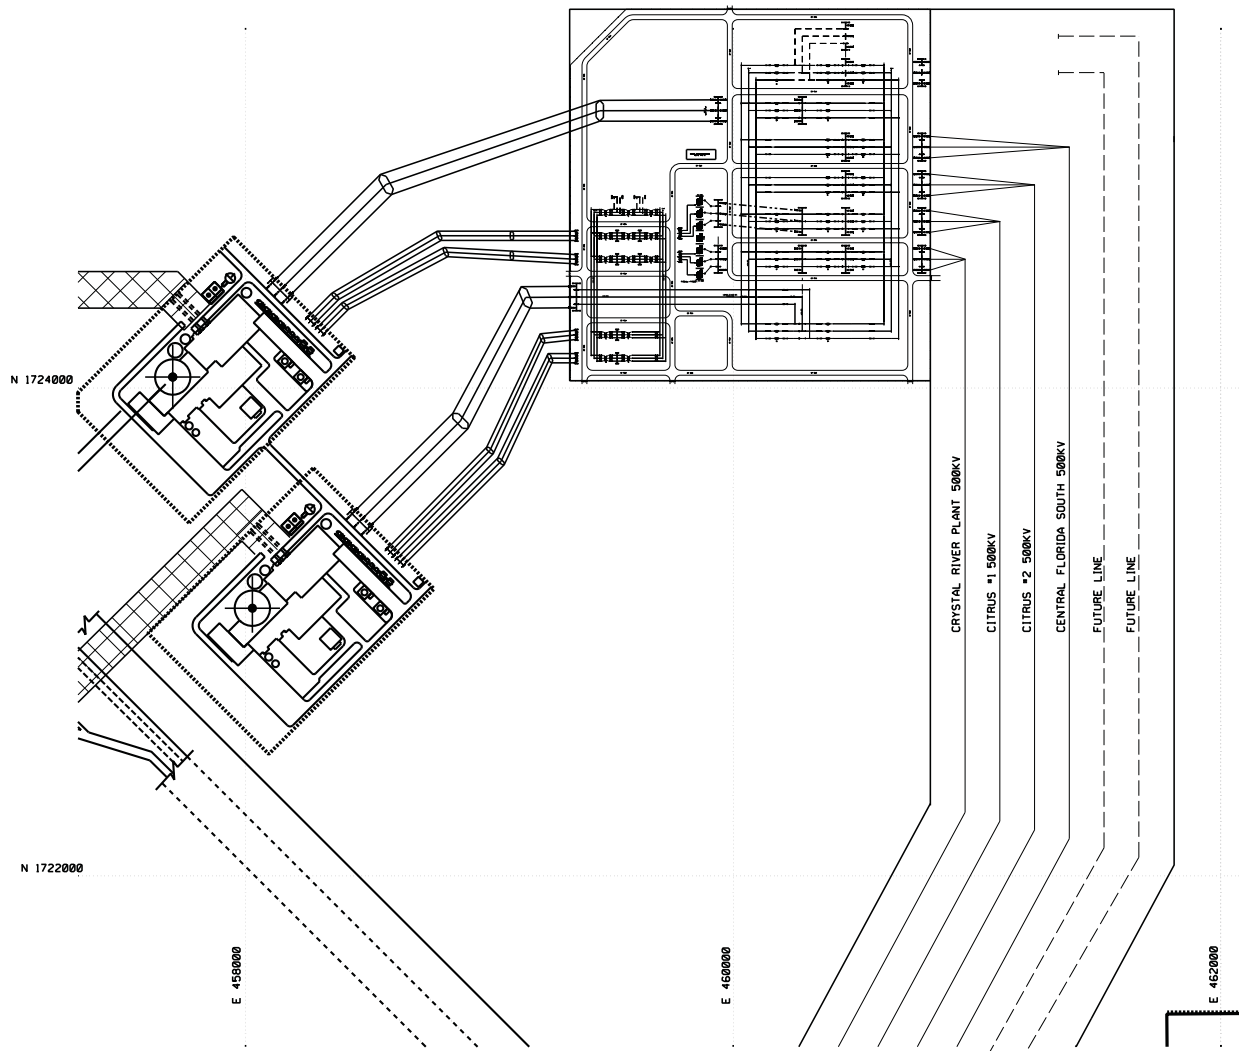 N 1724000
CRYSTAL RIVER PLANT 500KV
CITRUS #1 500KV
CITRUS #2 500KV
CENTRAL FLORIDA SOUTH 500KV
FUTURE LINE
FUTURE LINE
N 1722000
E 458000
E 460000
E 462000